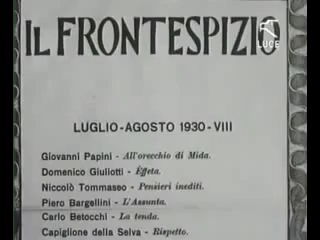 IL FRONTESPIZIO
LUCE
LUGLIO-AGOSTO 1930-VIII
Giovanni Papini - All'orecchio di Mida.
Domenico Giuliotti - Èffeta.
Niccolò Tommaseo - Pensieri inediti.
Piero Bargellini - L'Assunta.
Carlo Betocchi - La tenda.
Capiglione della Selva - Rispetto.